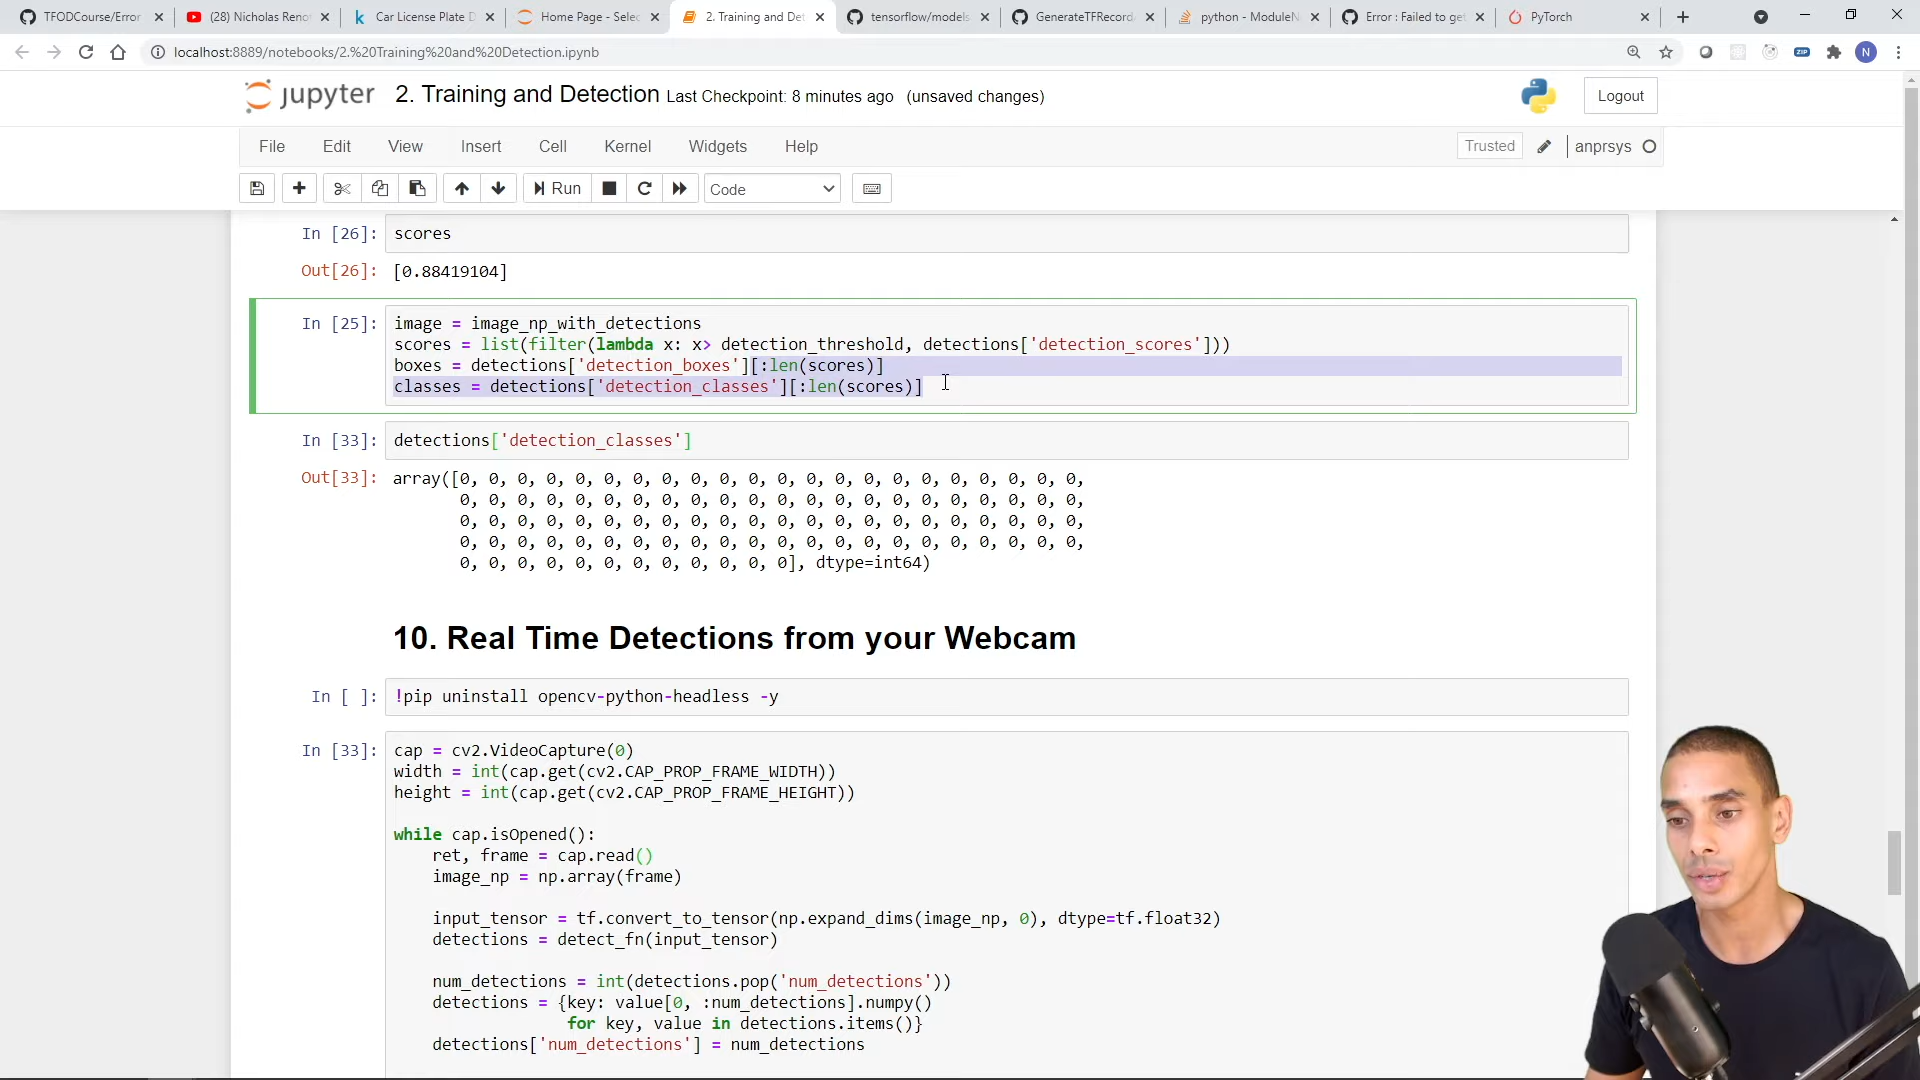 TFODCourse/Error
(28) Nicholas Reno
Car License Plate D
Home Page - Selec
2. Training and Det
tensorflow/models
GenerateTFRecord
python - ModuleN
Error : Failed to get
PyTorch
localhost:8889/notebooks/2.%20Training%20and%20Detection.ipynb
ZIP
N
jupyter 2. Training and Detection Last Checkpoint: 8 minutes ago (unsaved changes)
Logout
File Edit View Insert Cell Kernel Widgets Help
Trusted
anprsys
Run
Code
In [26]: scores
Out[26]: [0.88419104]
In [25]: image = image_np_with_detections
scores = list(filter(lambda x: x> detection_threshold, detections['detection_scores']))
boxes = detections['detection_boxes'][:len(scores)]
classes = detections['detection_classes'][:len(scores)]
In [33]: detections['detection_classes']
Out[33]: array([0, 0, 0, 0, 0, 0, 0, 0, 0, 0, 0, 0, 0, 0, 0, 0, 0, 0, 0, 0, 0, 0,
0, 0, 0, 0, 0, 0, 0, 0, 0, 0, 0, 0, 0, 0, 0, 0, 0, 0, 0, 0, 0, 0,
0, 0, 0, 0, 0, 0, 0, 0, 0, 0, 0, 0, 0, 0, 0, 0, 0, 0, 0, 0, 0, 0,
0, 0, 0, 0, 0, 0, 0, 0, 0, 0, 0, 0, 0, 0, 0, 0, 0, 0, 0, 0, 0, 0,
0, 0, 0, 0, 0, 0, 0, 0, 0, 0, 0, 0], dtype=int64)
10. Real Time Detections from your Webcam
In [ ]: !pip uninstall opencv-python-headless -y
In [33]: cap = cv2.VideoCapture(0)
width = int(cap.get(cv2.CAP_PROP_FRAME_WIDTH))
height = int(cap.get(cv2.CAP_PROP_FRAME_HEIGHT))
while cap.isOpened():
ret, frame = cap.read()
image_np = np.array(frame)
input_tensor = tf.convert_to_tensor(np.expand_dims(image_np, 0), dtype=tf.float32)
detections = detect_fn(input_tensor)
num_detections = int(detections.pop('num_detections'))
detections = {key: value[0, :num_detections].numpy()
for key, value in detections.items()}
detections['num_detections'] = num_detections